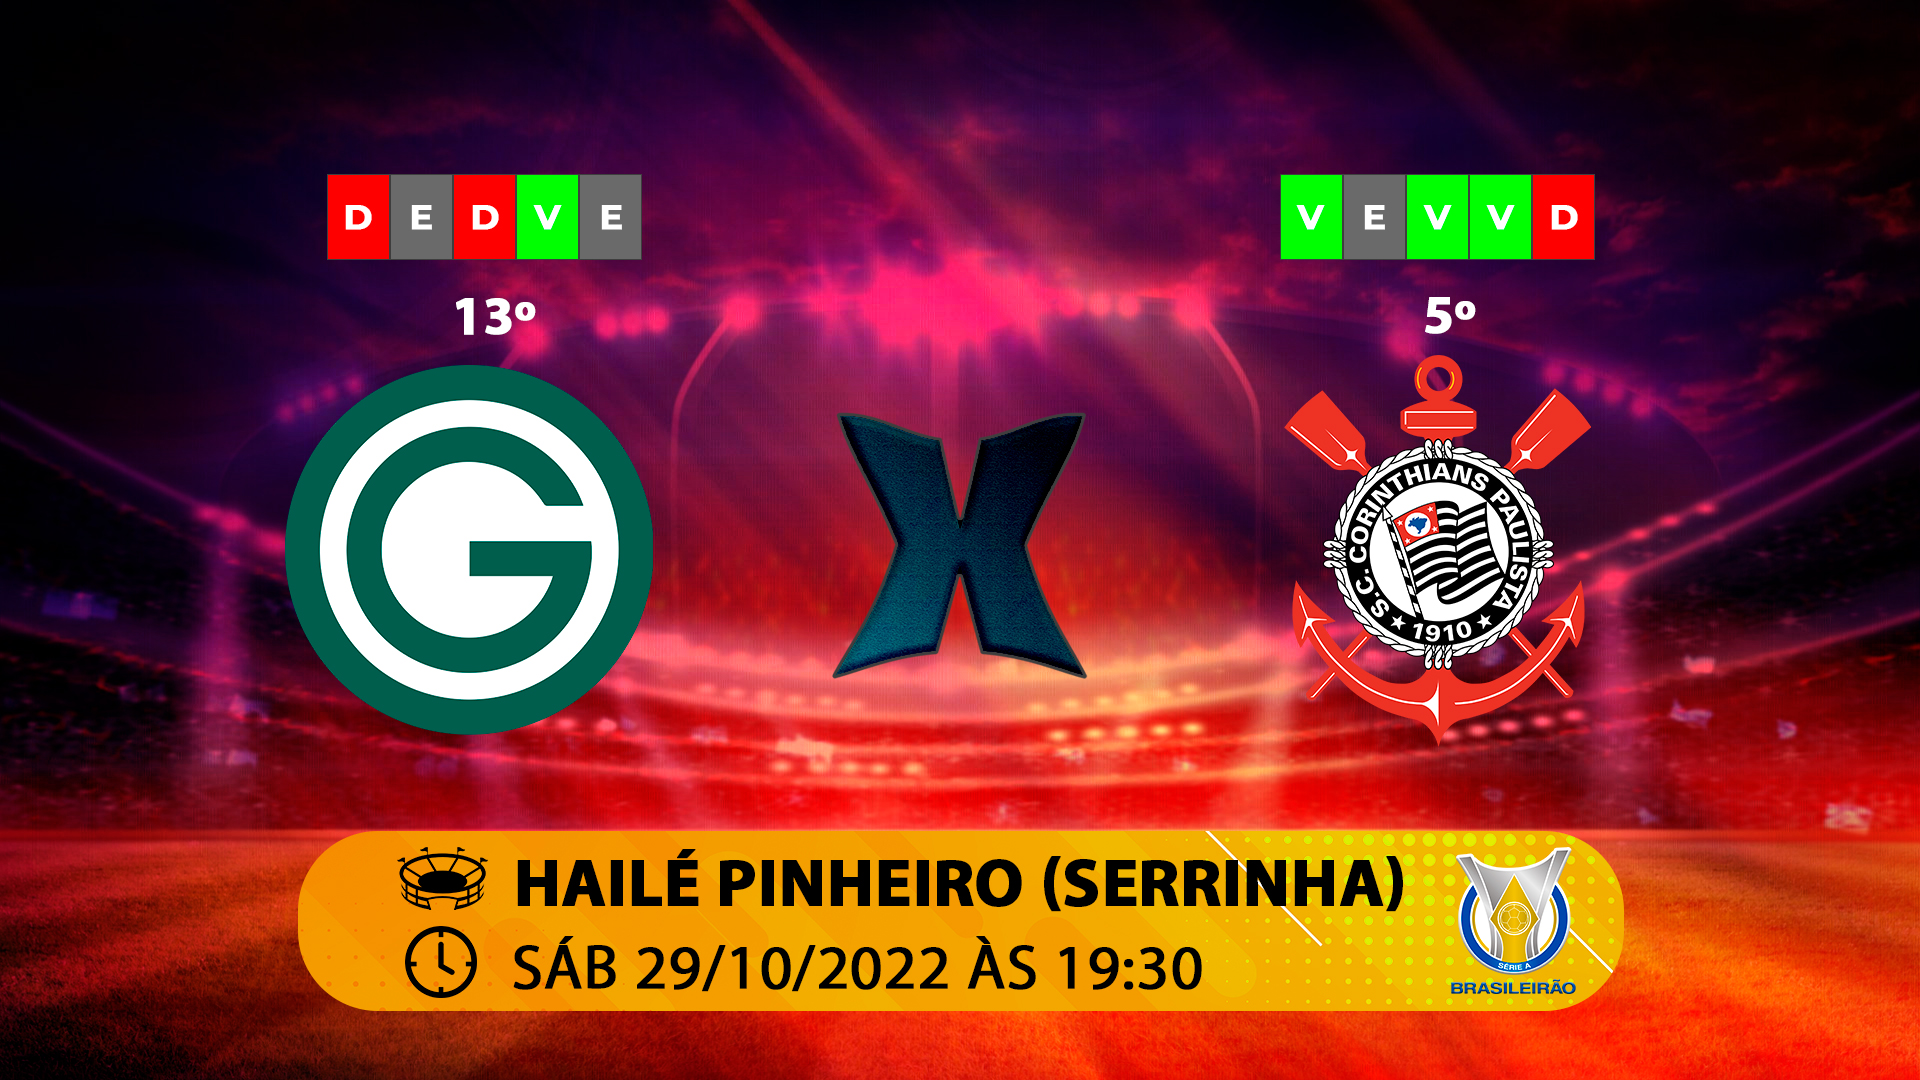 D E D V E
V E V V D
13º
5º
S.C. CORINTHIANS PAULISTA
1910
HAILÉ PINHEIRO (SERRINHA)
SÁB 29/10/2022 ÀS 19:30
SÉRIE A
BRASILEIRÃO